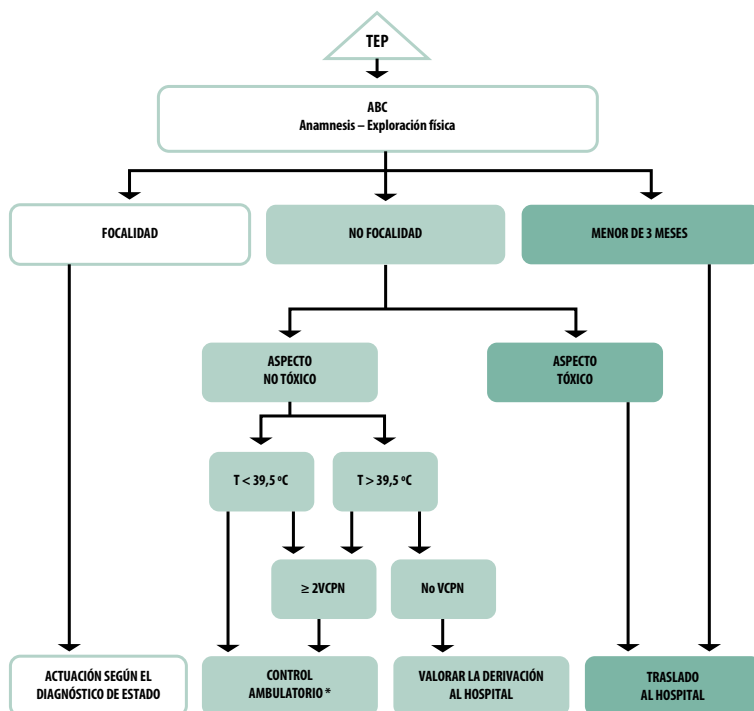 TEP
ABC
Anamnesis – Exploración física
FOCALIDAD
NO FOCALIDAD
MENOR DE 3 MESES
ASPECTO
NO TÓXICO
ASPECTO
TÓXICO
T < 39,5 ºC
T > 39,5 ºC
≥ 2VCPN
No VCPN
ACTUACIÓN SEGÚN EL
DIAGNÓSTICO DE ESTADO
CONTROL
AMBULATORIO *
VALORAR LA DERIVACIÓN
AL HOSPITAL
TRASLADO
AL HOSPITAL